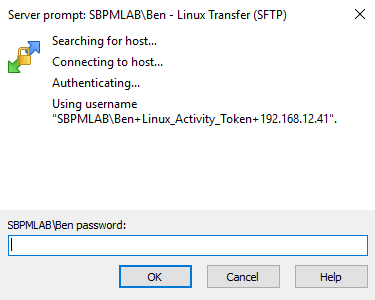 Server prompt: SBPMLAB\Ben - Linux Transfer (SFTP)
Searching for host...
Connecting to host...
Authenticating...
Using username
"SBPMLAB\Ben+Linux_Activity_Token+192.168.12.41".
SBPMLAB\Ben password:
OK Cancel Help